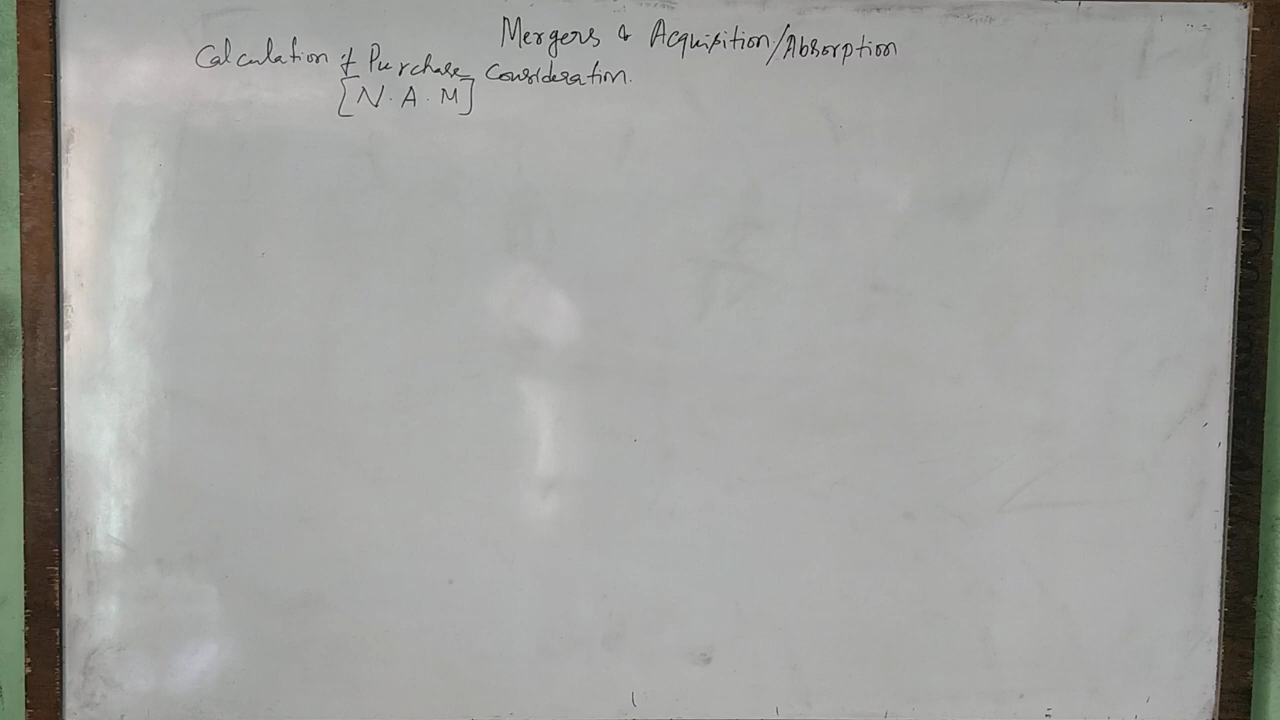 Mergers & Acquisition/Absorption
Calculation of Purchase Consideration.
[N.A.M]